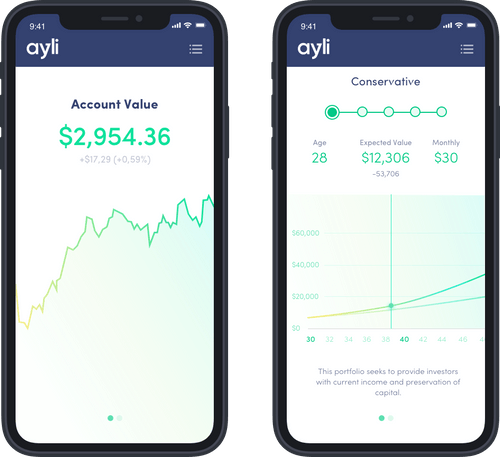 9:41
ayli
Account Value
$2,954.36
+$17,29 (+0,59%)
9:41
ayli
Conservative
Age Expected Value Monthly
28 $12,306 $30
-53,706
$60,000
$40,000
$20,000
$0
30 32 34 36 38 40 42 44 46
This portfolio seeks to provide investors
with current income and preservation of
capital.